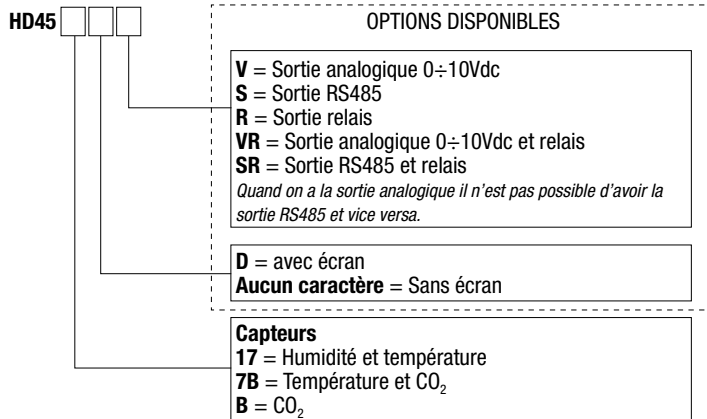 HD45
OPTIONS DISPONIBLES
V = Sortie analogique 0÷10Vdc
S = Sortie RS485
R = Sortie relais
VR = Sortie analogique 0÷10Vdc et relais
SR = Sortie RS485 et relais
Quand on a la sortie analogique il n'est pas possible d'avoir la
sortie RS485 et vice versa.
D = avec écran
Aucun caractère = Sans écran
Capteurs
17 = Humidité et température
7B = Température et CO₂
B = CO₂